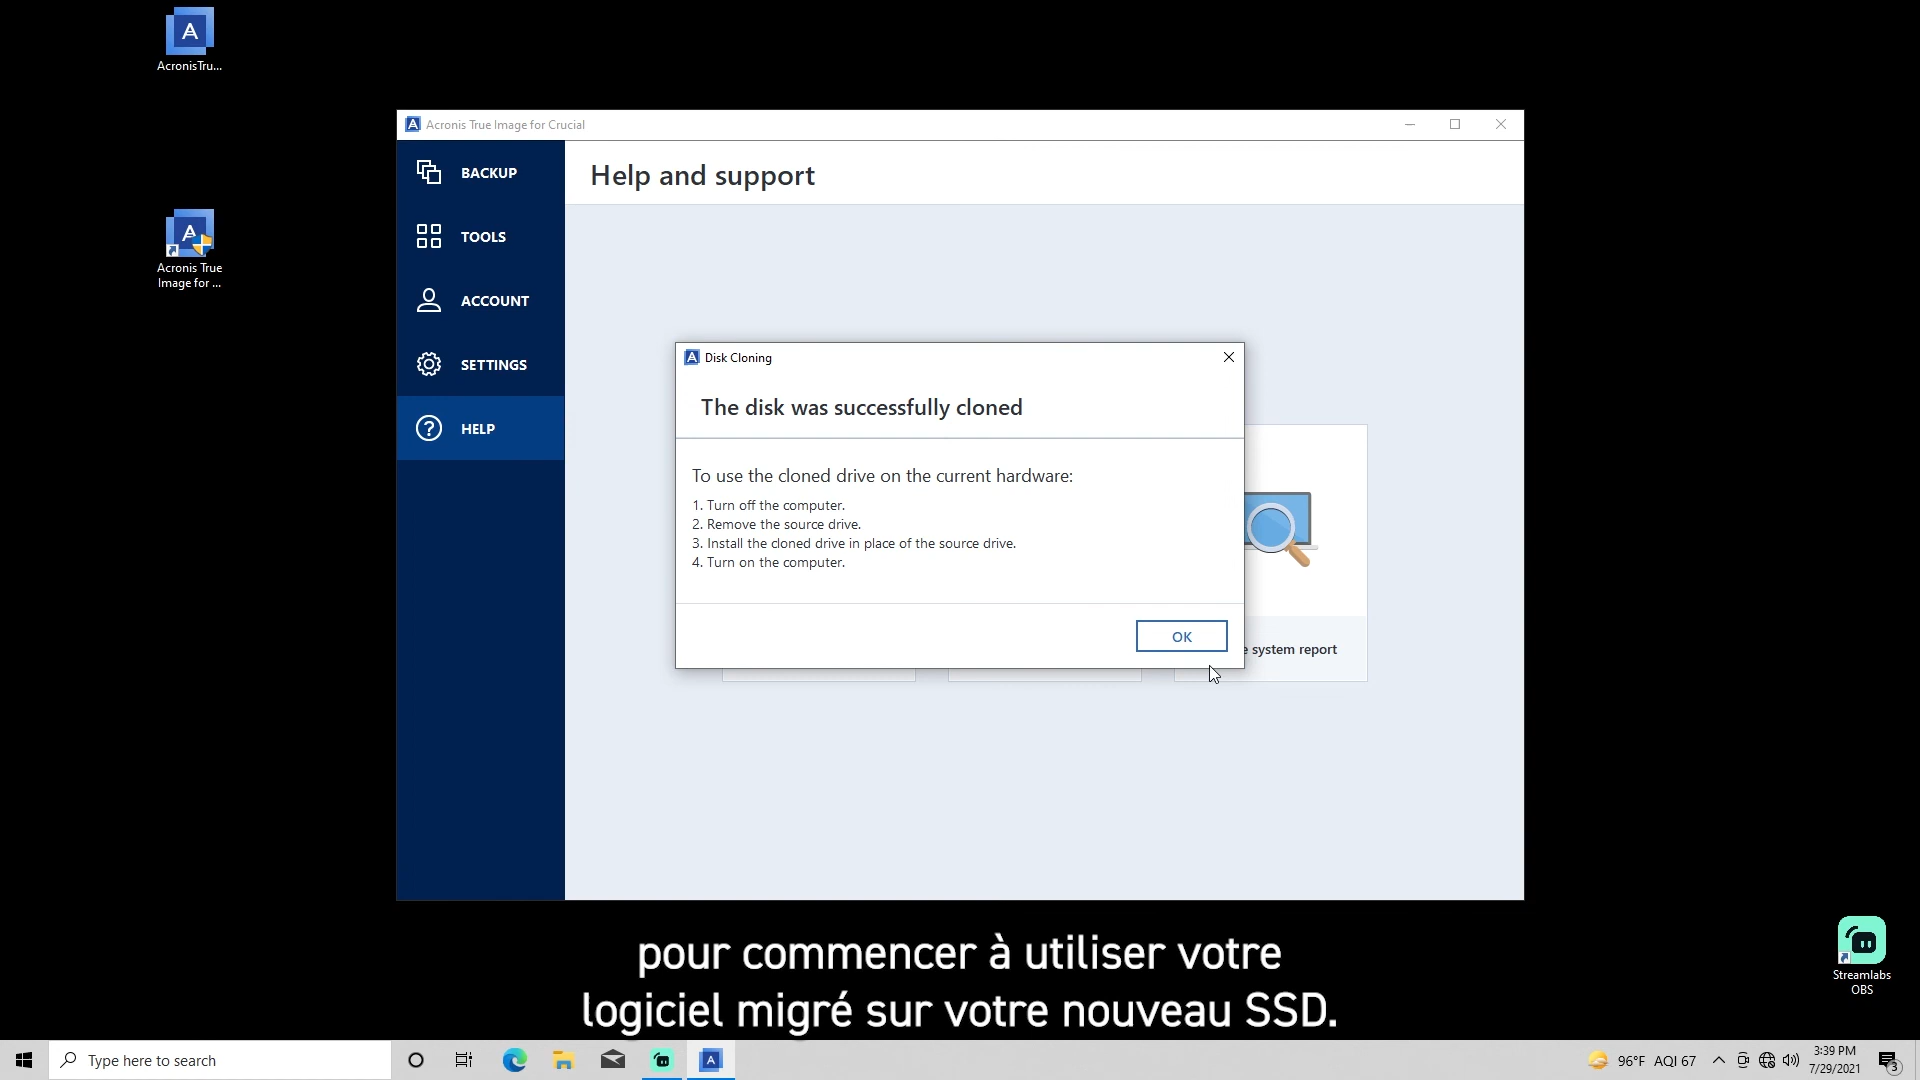 AcronisTru...
Acronis True
Image for ...
Acronis True Image for Crucial
BACKUP
TOOLS
ACCOUNT
SETTINGS
HELP
Help and support
Disk Cloning
The disk was successfully cloned
To use the cloned drive on the current hardware:
1. Turn off the computer.
2. Remove the source drive.
3. Install the cloned drive in place of the source drive.
4. Turn on the computer.
OK
e system report
pour commencer à utiliser votre
logiciel migré sur votre nouveau SSD.
Streamlabs
OBS
Type here to search
96°F AQI 67
3:39 PM
7/29/2021
3